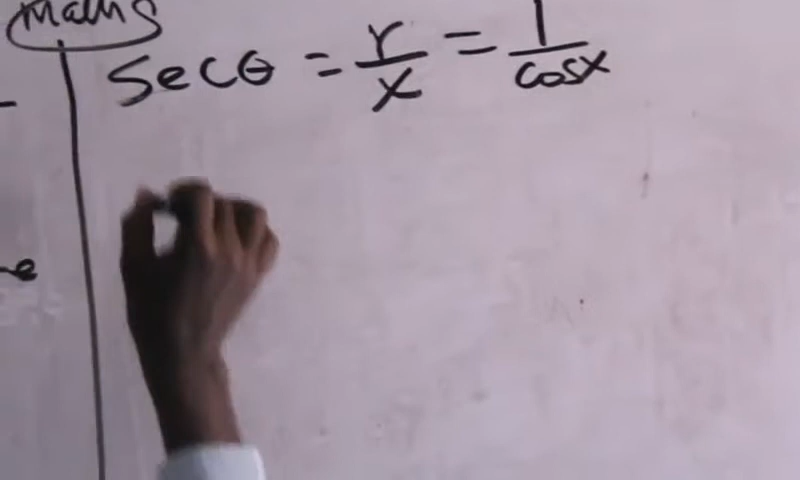 Maths
Secθ = r/x = 1/cosx